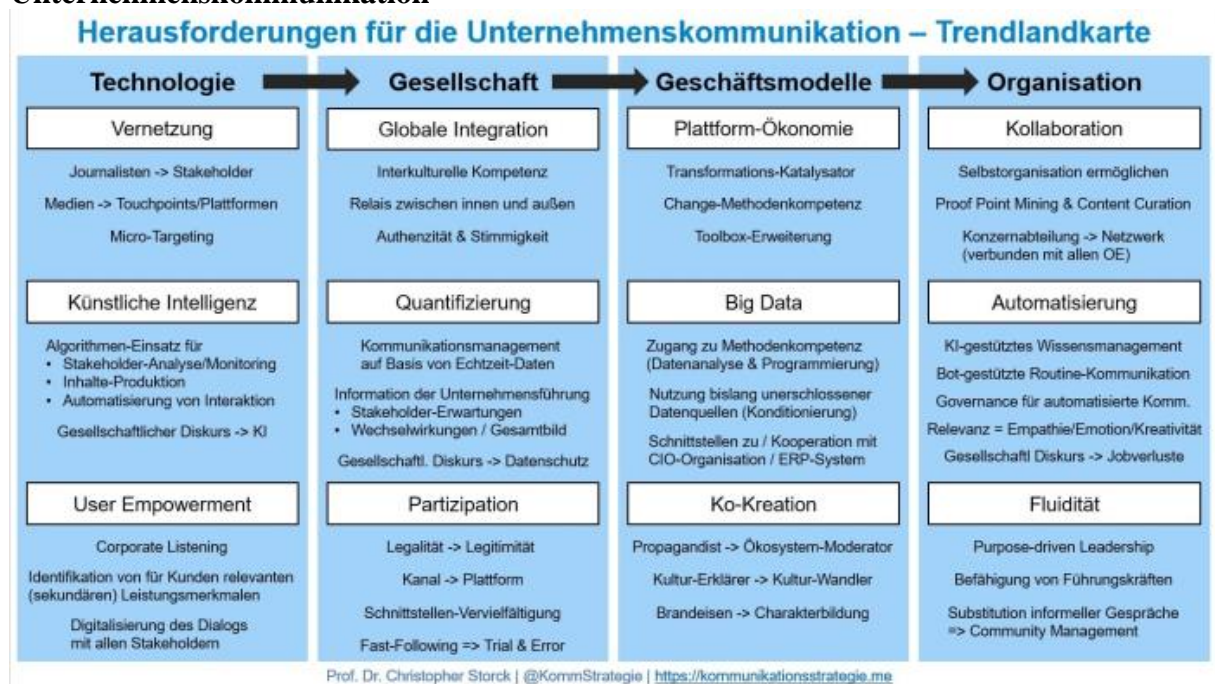 Unternehmenskommunikation
Herausforderungen für die Unternehmenskommunikation – Trendlandkarte
Technologie
Vernetzung
Journalisten -> Stakeholder
Medien -> Touchpoints/Plattformen
Micro-Targeting
Künstliche Intelligenz
Algorithmen-Einsatz für
• Stakeholder-Analyse/Monitoring
• Inhalte-Produktion
• Automatisierung von Interaktion
Gesellschaftlicher Diskurs -> KI
User Empowerment
Corporate Listening
Identifikation von für Kunden relevanten
(sekundären) Leistungsmerkmalen
Digitalisierung des Dialogs
mit allen Stakeholdern
Gesellschaft
Globale Integration
Interkulturelle Kompetenz
Relais zwischen innen und außen
Authenzität & Stimmigkeit
Quantifizierung
Kommunikationsmanagement
auf Basis von Echtzeit-Daten
Information der Unternehmensführung
• Stakeholder-Erwartungen
• Wechselwirkungen / Gesamtbild
Gesellschaftl. Diskurs -> Datenschutz
Partizipation
Legalität -> Legitimität
Kanal -> Plattform
Schnittstellen-Vervielfältigung
Fast-Following => Trial & Error
Geschäftsmodelle
Plattform-Ökonomie
Transformations-Katalysator
Change-Methodenkompetenz
Toolbox-Erweiterung
Big Data
Zugang zu Methodenkompetenz
(Datenanalyse & Programmierung)
Nutzung bislang unerschlossener
Datenquellen (Konditionierung)
Schnittstellen zu / Kooperation mit
CIO-Organisation / ERP-System
Ko-Kreation
Propagandist -> Ökosystem-Moderator
Kultur-Erklärer -> Kultur-Wandler
Brandeisen -> Charakterbildung
Organisation
Kollaboration
Selbstorganisation ermöglichen
Proof Point Mining & Content Curation
Konzernabteilung -> Netzwerk
(verbunden mit allen OE)
Automatisierung
KI-gestütztes Wissensmanagement
Bot-gestützte Routine-Kommunikation
Governance für automatisierte Komm.
Relevanz = Empathie/Emotion/Kreativität
Gesellschaftl Diskurs -> Jobverluste
Fluidität
Purpose-driven Leadership
Befähigung von Führungskräften
Substitution informeller Gespräche
=> Community Management
Prof. Dr. Christopher Storck | @KommStrategie | https://kommunikationsstrategie.me